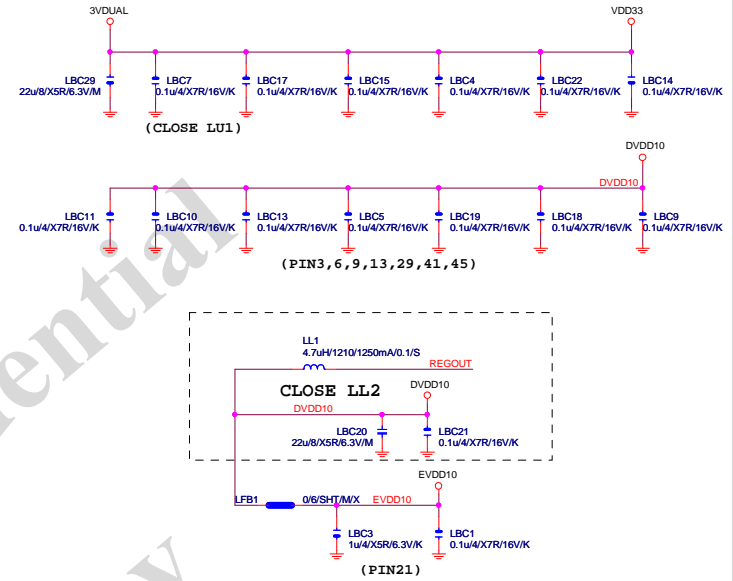 3VDUAL
VDD33
LBC29
22u/8/X5R/6.3V/M
LBC7
0.1u/4/X7R/16V/K
LBC17
0.1u/4/X7R/16V/K
LBC15
0.1u/4/X7R/16V/K
LBC4
0.1u/4/X7R/16V/K
LBC22
0.1u/4/X7R/16V/K
LBC14
0.1u/4/X7R/16V/K
(CLOSE LU1)
DVDD10
DVDD10
LBC11
0.1u/4/X7R/16V/K
LBC10
0.1u/4/X7R/16V/K
LBC13
0.1u/4/X7R/16V/K
LBC5
0.1u/4/X7R/16V/K
LBC19
0.1u/4/X7R/16V/K
LBC18
0.1u/4/X7R/16V/K
LBC9
0.1u/4/X7R/16V/K
(PIN3,6,9,13,29,41,45)
LL1
4.7uH/1210/1250mA/0.1/S
REGOUT
CLOSE LL2
DVDD10
DVDD10
LBC20
22u/8/X5R/6.3V/M
LBC21
0.1u/4/X7R/16V/K
EVDD10
LFB1
0/6/SHT/M/X
EVDD10
LBC3
1u/4/X5R/6.3V/K
LBC1
0.1u/4/X7R/16V/K
(PIN21)
ential
y